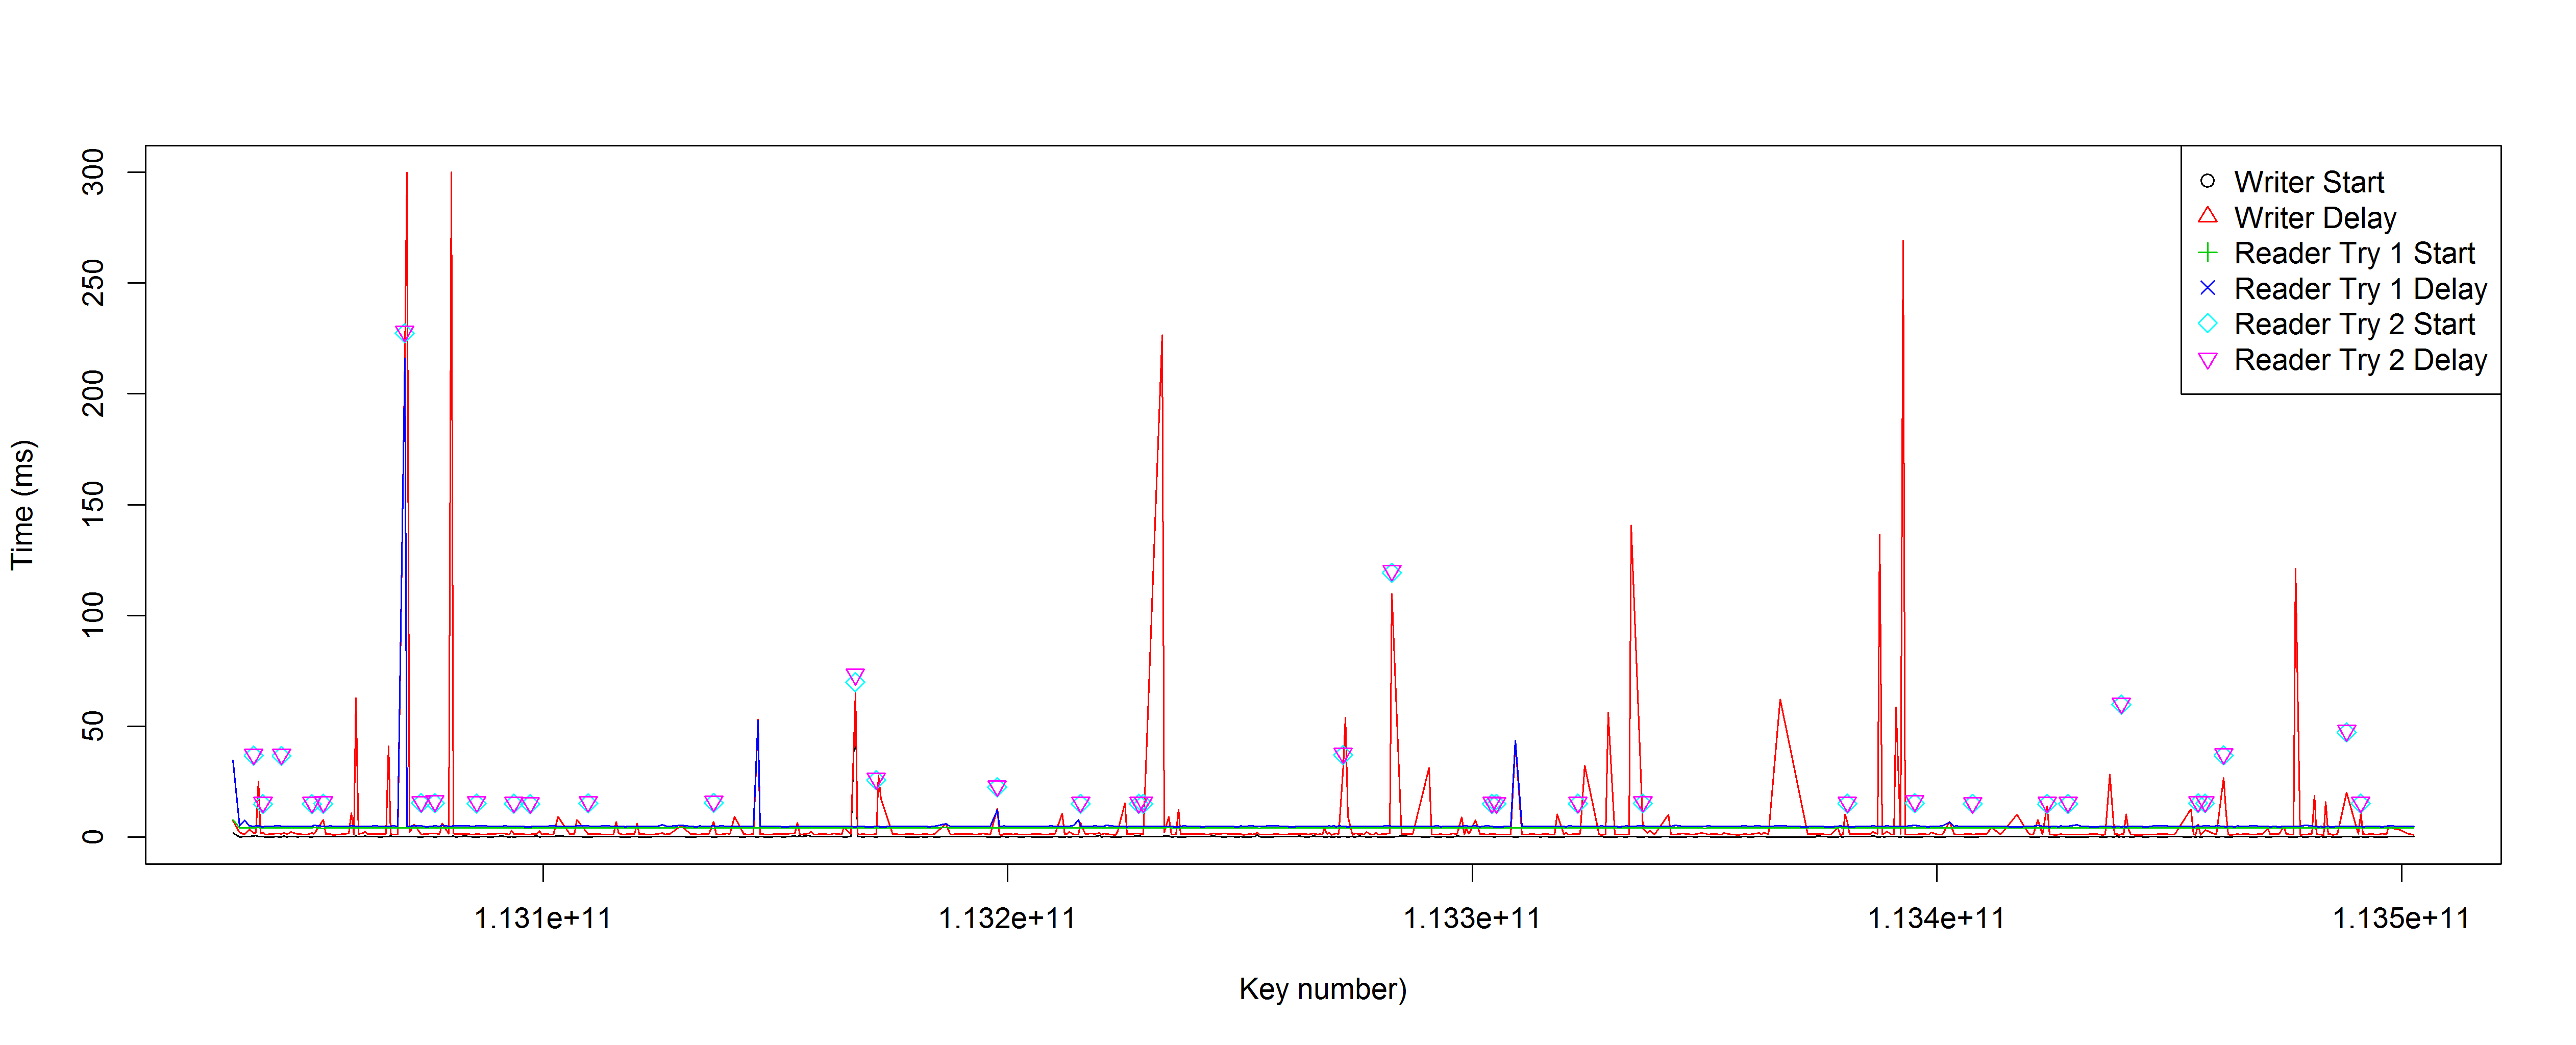 300
250
200
150
100
50
0
Time (ms)
Writer Start
Writer Delay
Reader Try 1 Start
Reader Try 1 Delay
Reader Try 2 Start
Reader Try 2 Delay
1.131e+11 1.132e+11 1.133e+11 1.134e+11 1.135e+11
Key number)